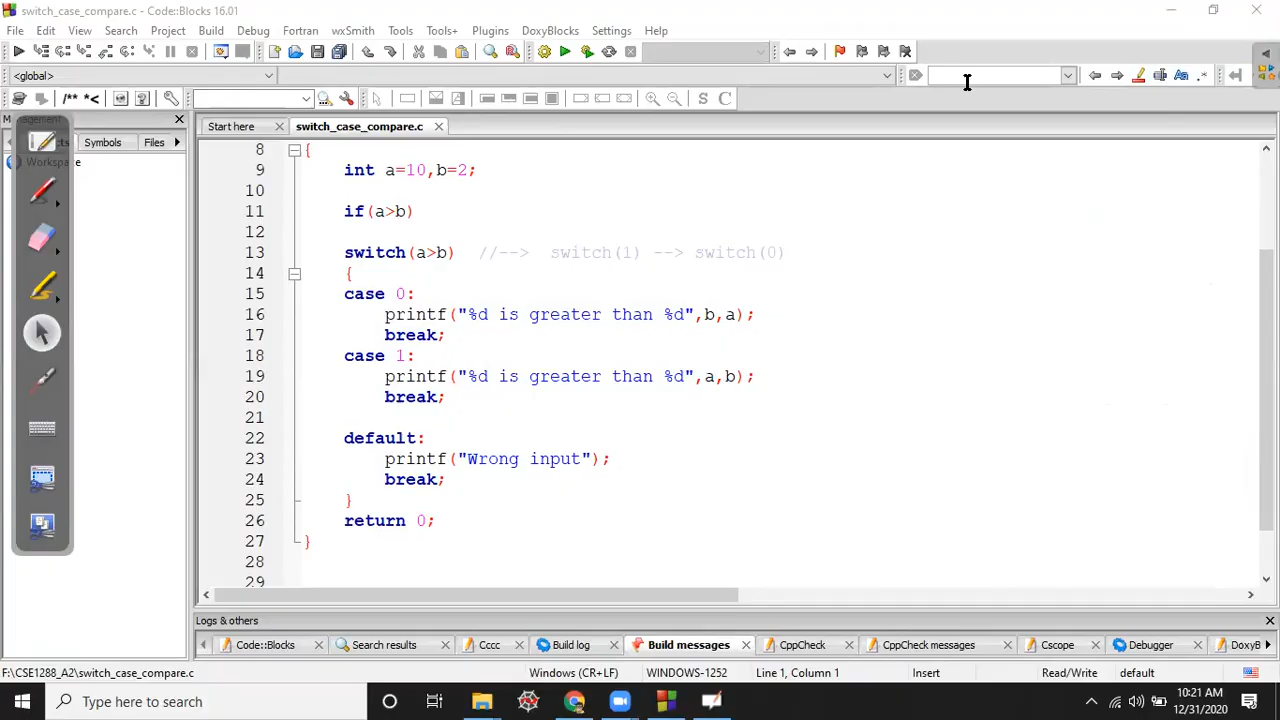 switch_case_compare.c - Code::Blocks 16.01
File Edit View Search Project Build Debug Fortran wxSmith Tools Tools+ Plugins DoxyBlocks Settings Help
<global>
/** *<
S C
Symbols Files
Workspace
Start here switch_case_compare.c
8 {
9 int a=10,b=2;
10
11 if(a>b)
12
13 switch(a>b) //--> switch(1) --> switch(0)
14 {
15 case 0:
16 printf("%d is greater than %d",b,a);
17 break;
18 case 1:
19 printf("%d is greater than %d",a,b);
20 break;
21
22 default:
23 printf("Wrong input");
24 break;
25 }
26 return 0;
27 }
28
29
Logs & others
Code::Blocks Search results Cccc Build log Build messages CppCheck CppCheck messages Cscope Debugger DoxyB
F:\CSE1288_A2\switch_case_compare.c Windows (CR+LF) WINDOWS-1252 Line 1, Column 1 Insert Read/Write default
Type here to search
10:21 AM
12/31/2020